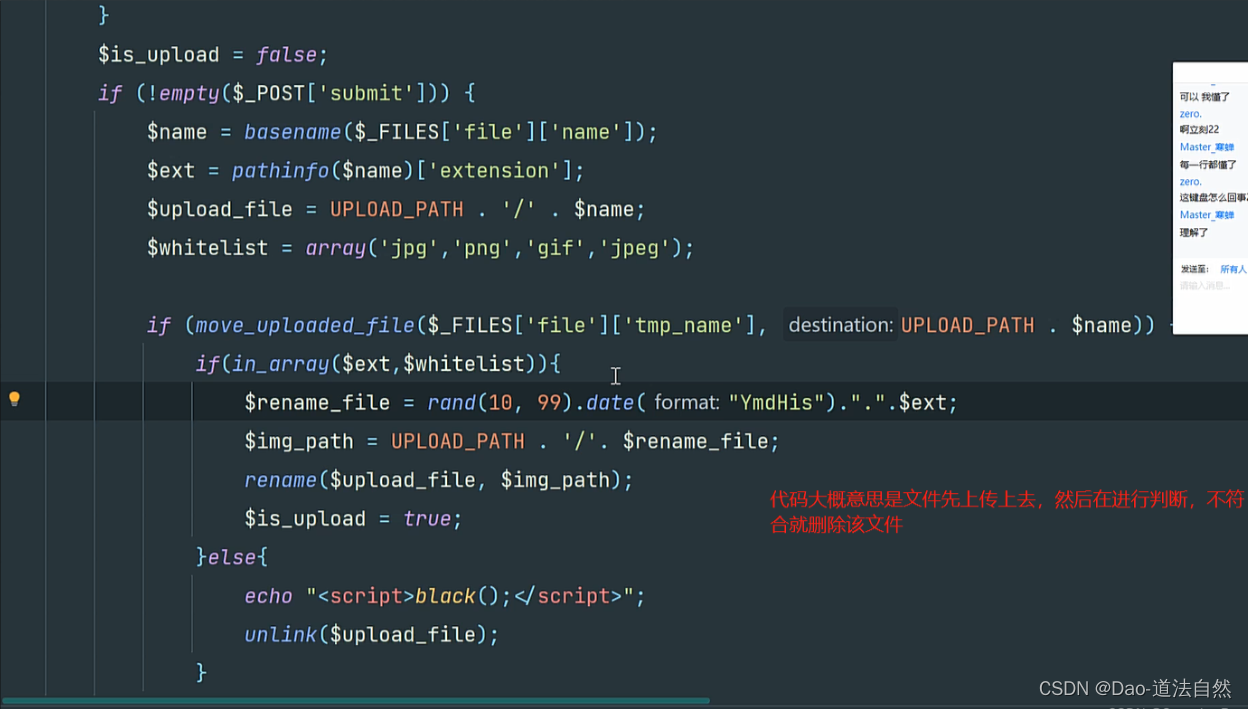 }
$is_upload = false;
if (!empty($_POST['submit'])) {
$name = basename($_FILES['file']['name']);
$ext = pathinfo($name)['extension'];
$upload_file = UPLOAD_PATH . '/' . $name;
$whitelist = array('jpg','png','gif','jpeg');
if (move_uploaded_file($_FILES['file']['tmp_name'], destination: UPLOAD_PATH . $name))
if(in_array($ext,$whitelist)){
$rename_file = rand(10, 99).date( format: "YmdHis").".".$ext;
$img_path = UPLOAD_PATH . '/'. $rename_file;
rename($upload_file, $img_path);
$is_upload = true;
}else{
echo "<script>black();</script>";
unlink($upload_file);
}
代码大概意思是文件先上传上去，然后在进行判断，不符
合就删除该文件
可以 我懂了
zero.
啊立刻22
Master_寒蝉
每一行都懂了
zero.
这键盘怎么回事
Master_寒蝉
理解了
发送至: 所有人
请输入消息...
CSDN @Dao-道法自然